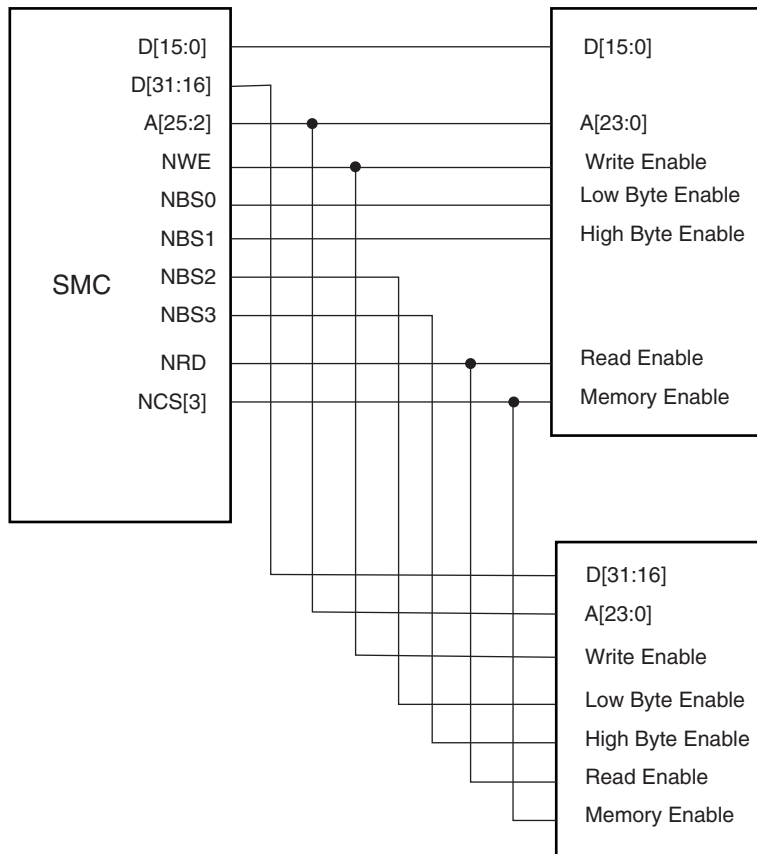 D[15:0]
D[31:16]
A[25:2]
NWE
NBS0
NBS1
NBS2
NBS3
NRD
NCS[3]
SMC
D[15:0]
A[23:0]
Write Enable
Low Byte Enable
High Byte Enable
Read Enable
Memory Enable
D[31:16]
A[23:0]
Write Enable
Low Byte Enable
High Byte Enable
Read Enable
Memory Enable